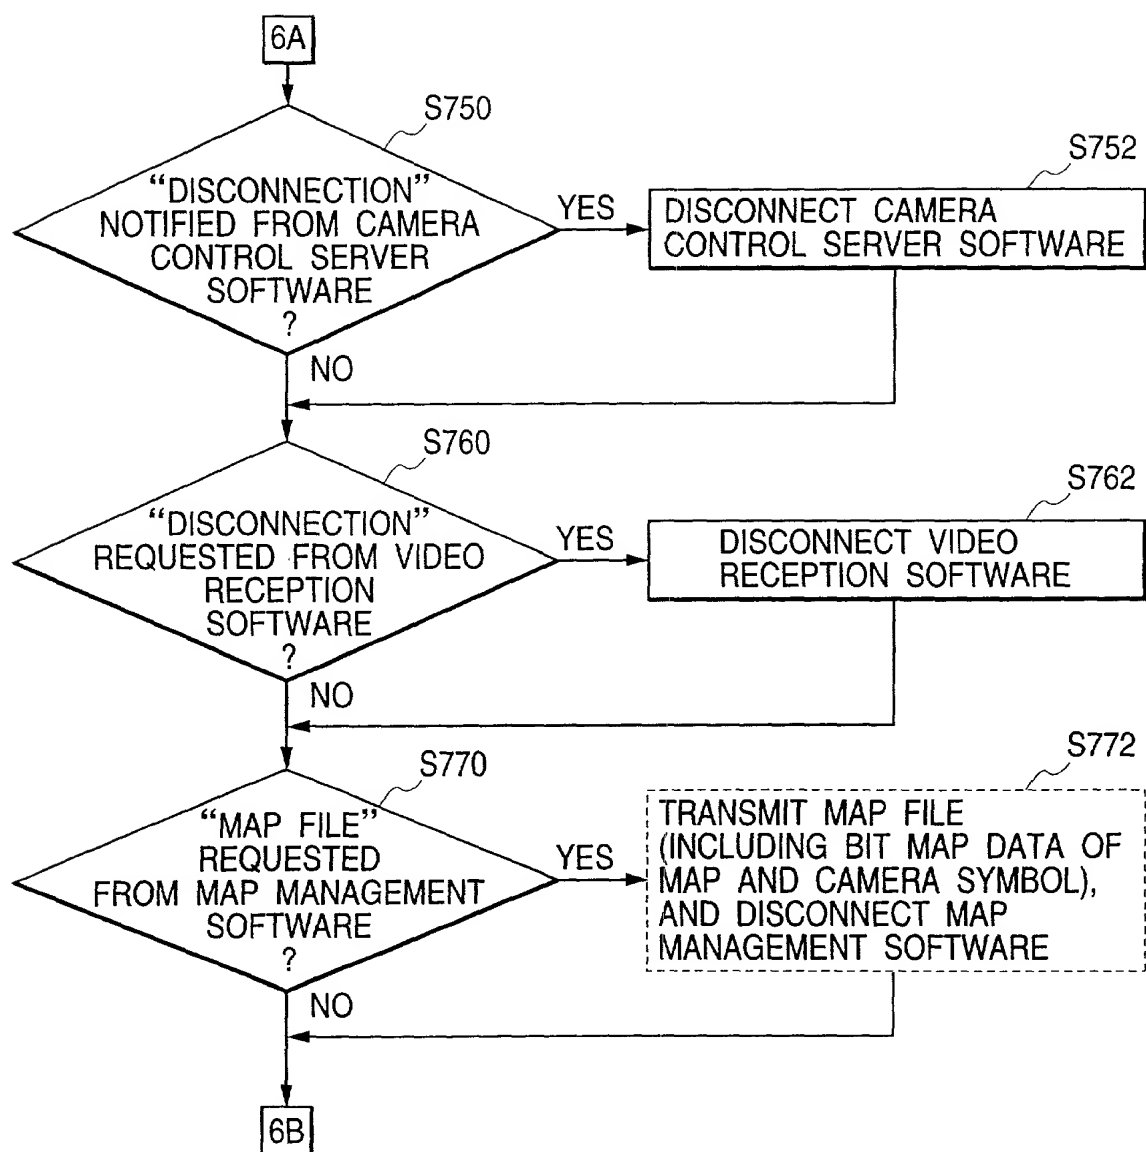 6A
S750
“DISCONNECTION”
NOTIFIED FROM CAMERA
CONTROL SERVER
SOFTWARE
?
YES
S752
DISCONNECT CAMERA
CONTROL SERVER SOFTWARE
NO
S760
“DISCONNECTION”
REQUESTED FROM VIDEO
RECEPTION
SOFTWARE
?
YES
S762
DISCONNECT VIDEO
RECEPTION SOFTWARE
NO
S770
“MAP FILE”
REQUESTED
FROM MAP MANAGEMENT
SOFTWARE
?
YES
S772
TRANSMIT MAP FILE
(INCLUDING BIT MAP DATA OF
MAP AND CAMERA SYMBOL),
AND DISCONNECT MAP
MANAGEMENT SOFTWARE
NO
6B